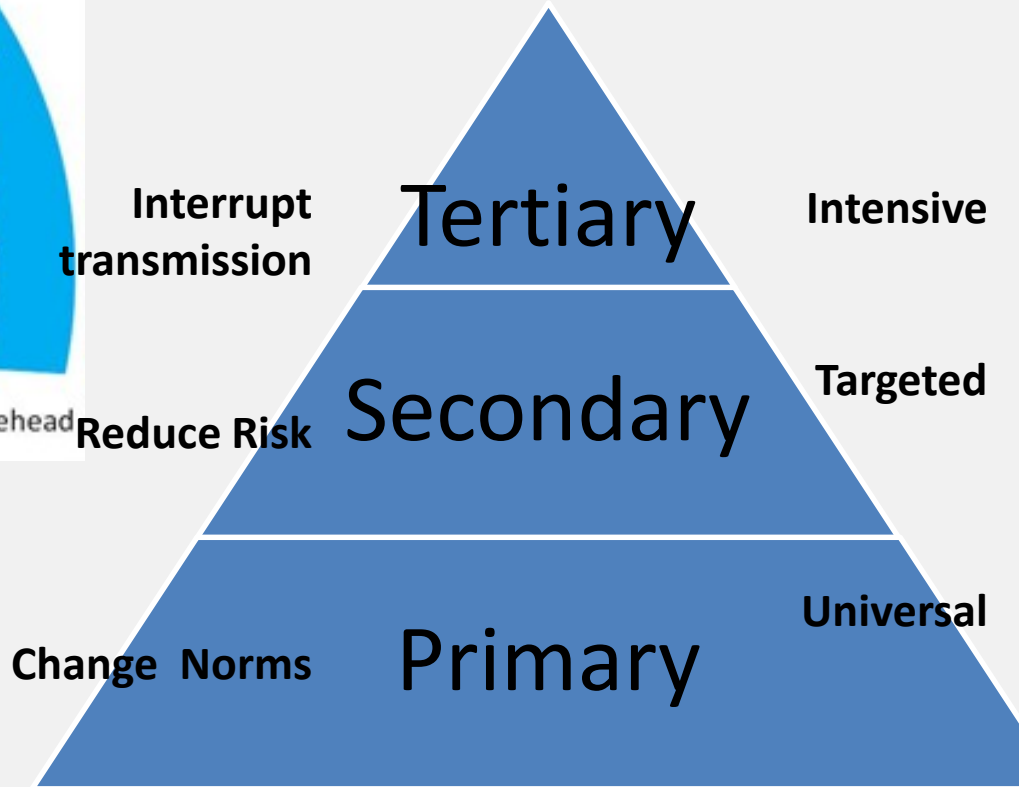 Interrupt
transmission
Tertiary
Intensive
Reduce Risk
Secondary
Targeted
Change  Norms
Primary
Universal